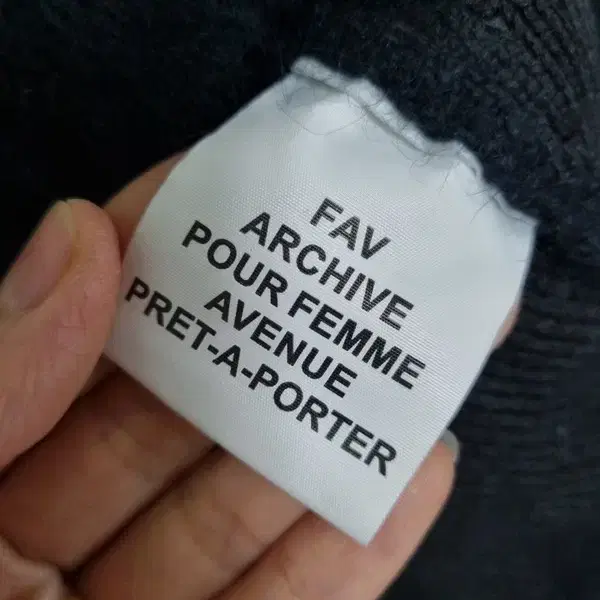 FAV
ARCHIVE
POUR FEMME
AVENUE
PRET-A-PORTER